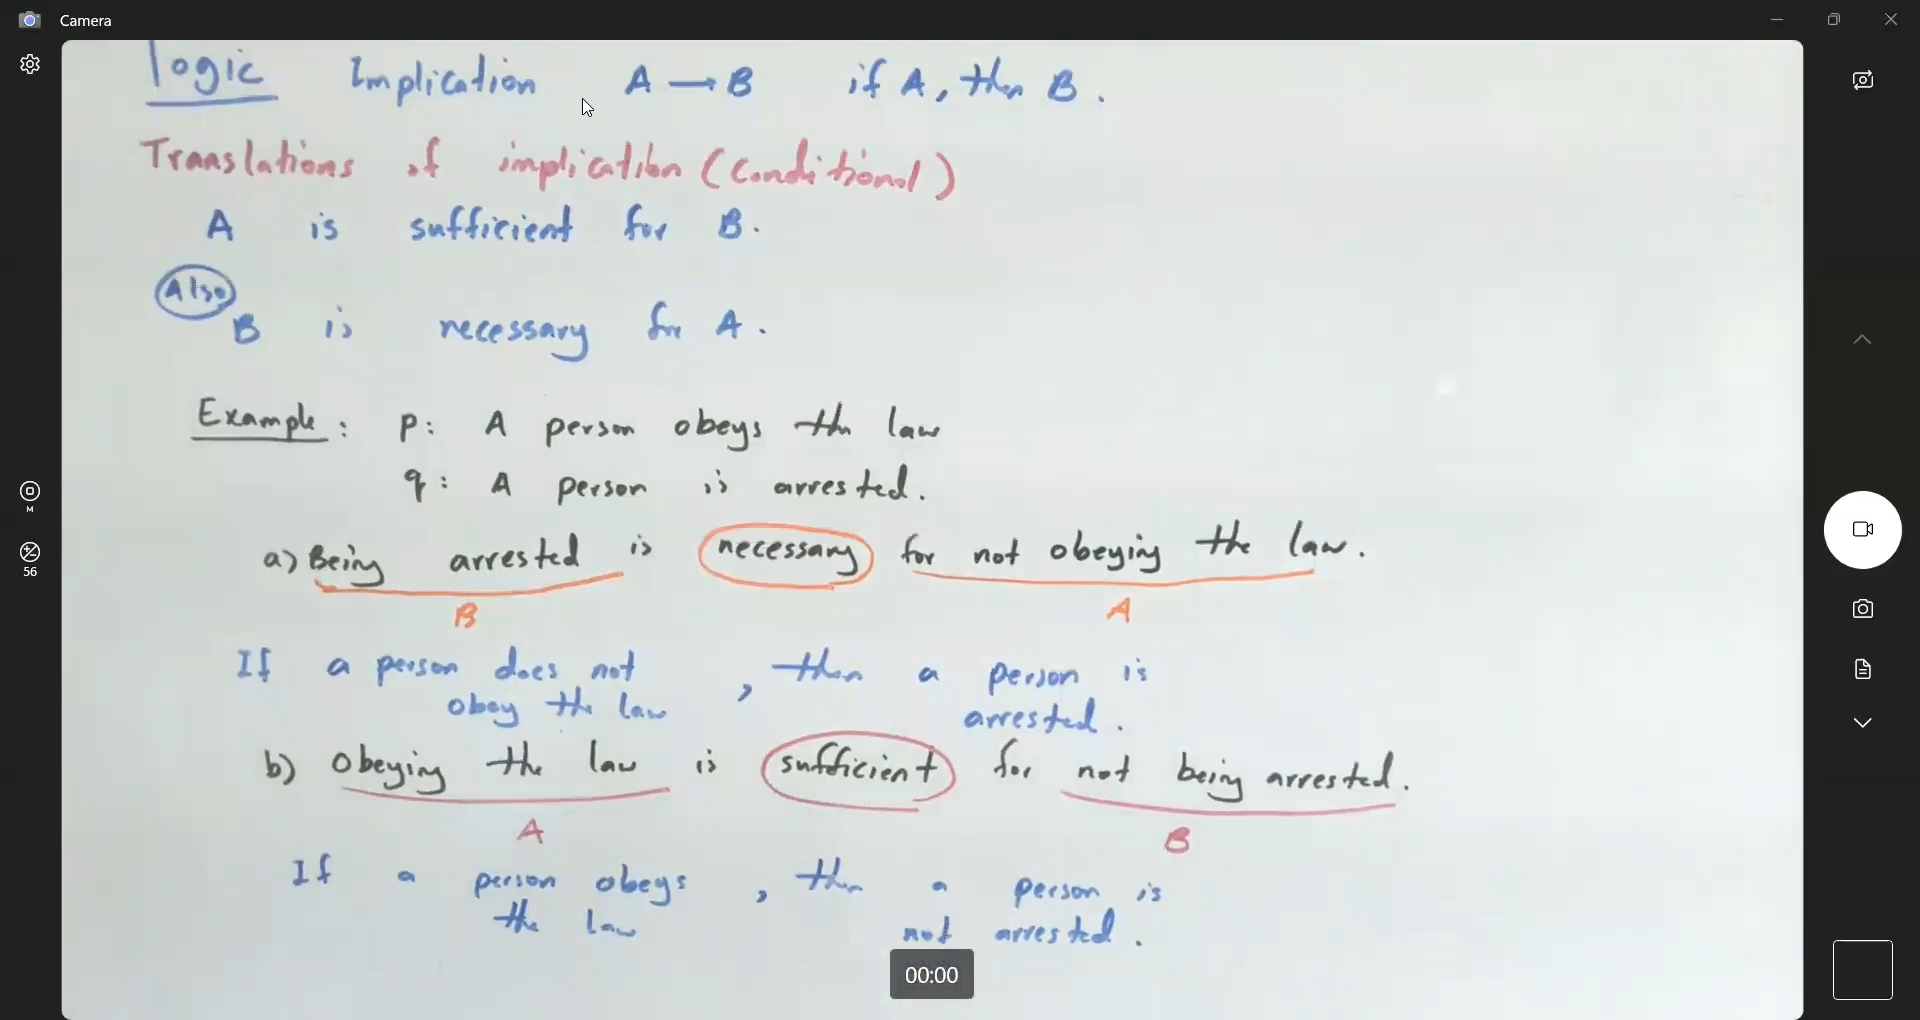 Camera
Logic Implication A → B if A, then B.
Translations of implication (conditional)
A is sufficient for B.
Also
B is necessary for A.
Example: p: A person obeys the law
q: A person is arrested.
a) Being arrested is necessary for not obeying the law.
B A
If a person does not obey the law, then a person is arrested.
b) Obeying the law is sufficient for not being arrested.
A B
If a person obeys the law, then a person is not arrested.
00:00
M
56